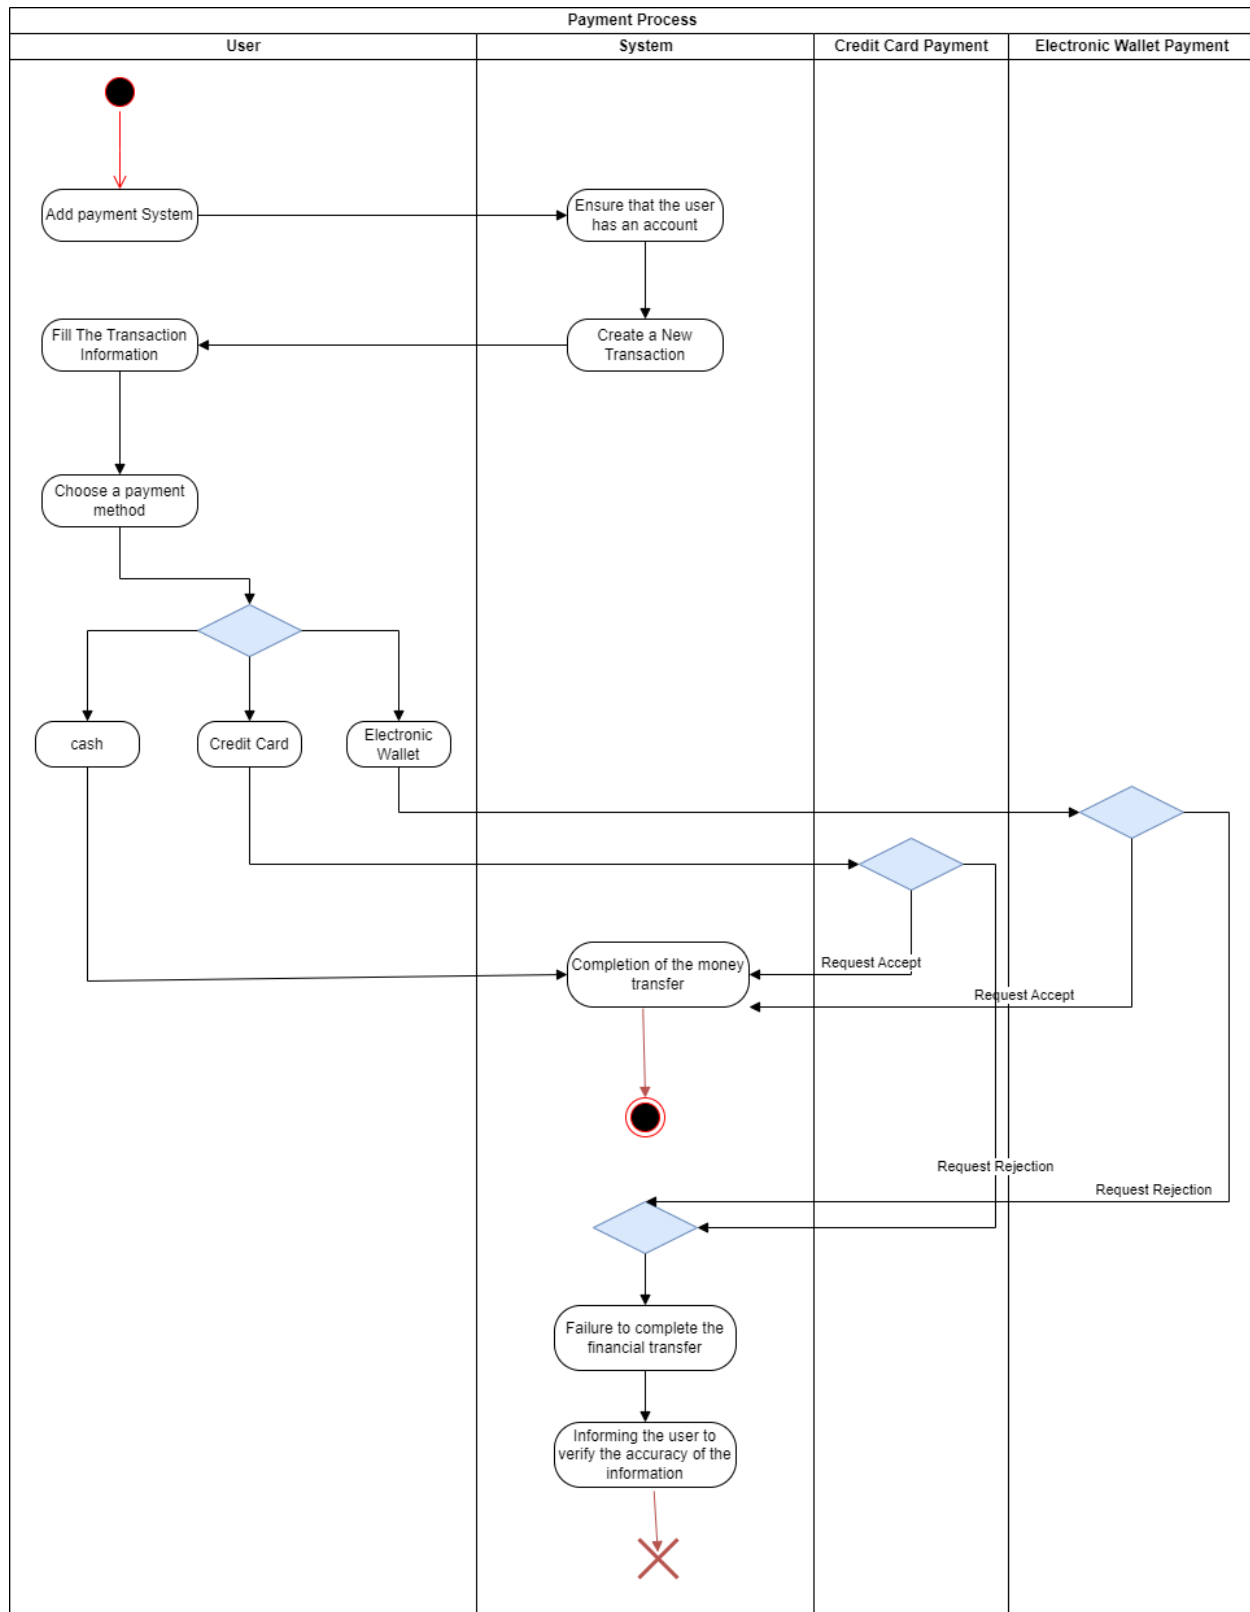 Payment Process
User
System
Credit Card Payment
Electronic Wallet Payment
Add payment System
Ensure that the user
has an account
Fill The Transaction
Information
Create a New
Transaction
Choose a payment
method
cash
Credit Card
Electronic
Wallet
Completion of the money
transfer
Request Accept
Request Accept
Request Rejection
Request Rejection
Failure to complete the
financial transfer
Informing the user to
verify the accuracy of the
information